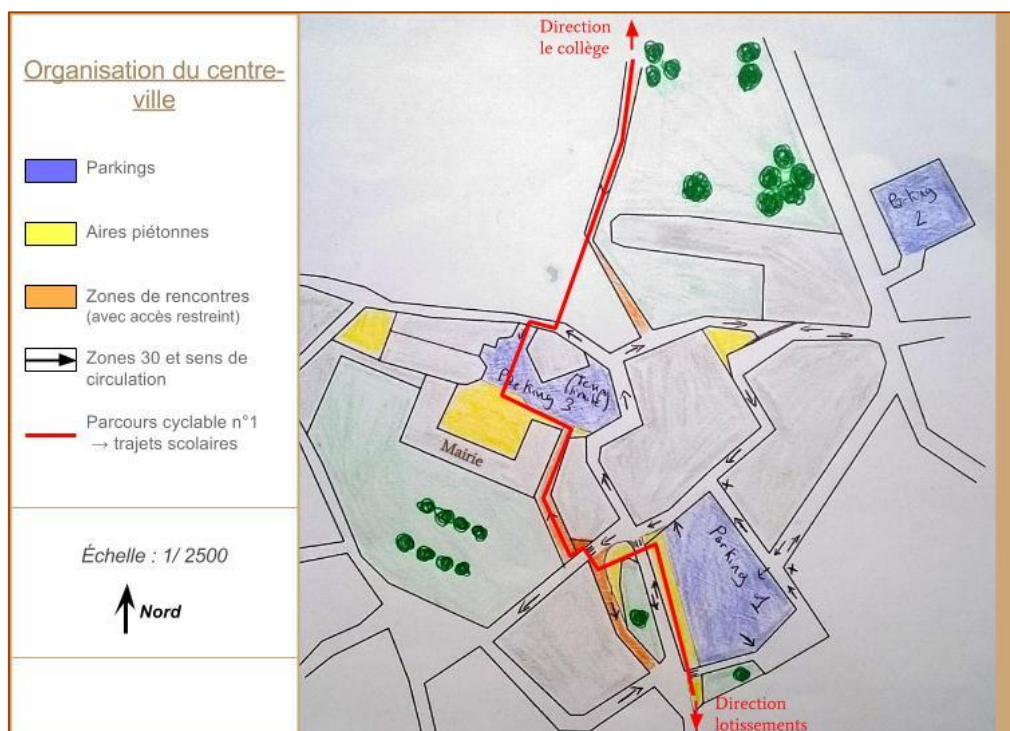 Organisation du centre-
ville
Parkings
Aires piétonnes
Zones de rencontres
(avec accès restreint)
Zones 30 et sens de
circulation
Parcours cyclable n°1
→ trajets scolaires
Échelle : 1/ 2500
Nord
Direction
le collège
Parking
2
Parking 3
Mairie
Parking
1
Direction
lotissements